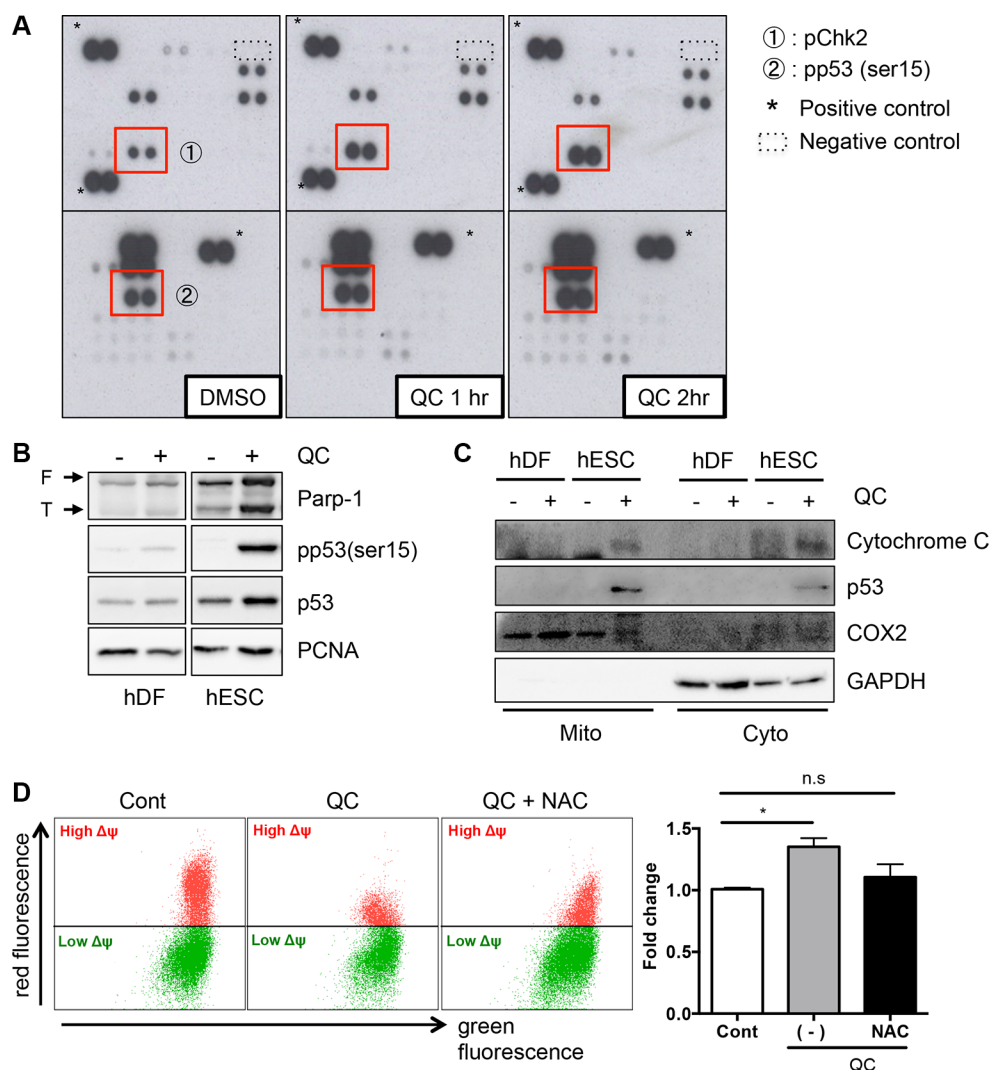 A
* * *
① : pChk2
② : pp53 (ser15)
* Positive control
Negative control
①
* * *
* * *
②
DMSO
QC 1 hr
QC 2hr
B
- + - + QC
F
Parp-1
T
pp53(ser15)
p53
PCNA
hDF hESC
C
hDF hESC hDF hESC
- + - + - + - + QC
Cytochrome C
p53
COX2
GAPDH
Mito Cyto
D
Cont QC QC + NAC
High Δψ High Δψ High Δψ
Low Δψ Low Δψ Low Δψ
red fluorescence
green
fluorescence
n.s
*
1.5
1.0
0.5
0.0
Fold change
Cont (-) NAC
QC